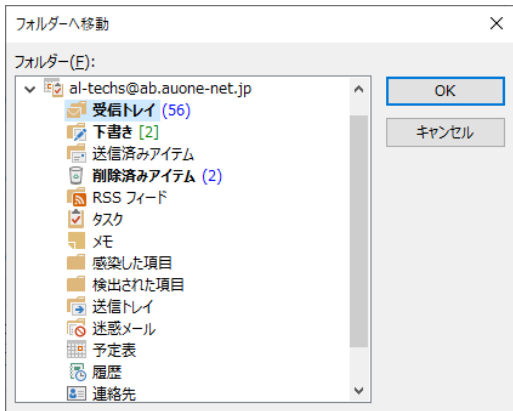 フォルダーへ移動
フォルダー(F):
al-techs@ab.auone-net.jp
受信トレイ (56)
下書き [2]
送信済みアイテム
削除済みアイテム (2)
RSS フィード
タスク
メモ
感染した項目
検出された項目
送信トレイ
迷惑メール
予定表
履歴
連絡先
OK
キャンセル